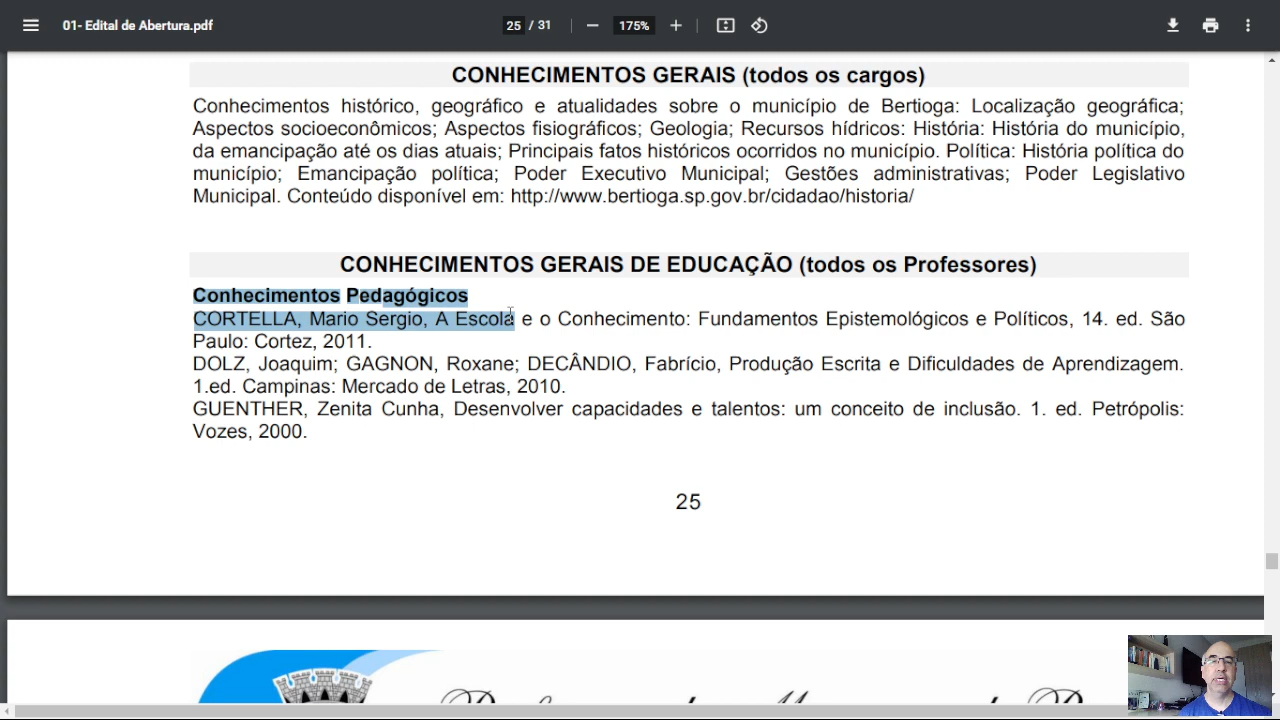 01- Edital de Abertura.pdf
25 / 31
175%
CONHECIMENTOS GERAIS (todos os cargos)
Conhecimentos histórico, geográfico e atualidades sobre o município de Bertioga: Localização geográfica;
Aspectos socioeconômicos; Aspectos fisiográficos; Geologia; Recursos hídricos: História: História do município,
da emancipação até os dias atuais; Principais fatos históricos ocorridos no município. Política: História política do
município; Emancipação política; Poder Executivo Municipal; Gestões administrativas; Poder Legislativo
Municipal. Conteúdo disponível em: http://www.bertioga.sp.gov.br/cidadao/historia/
CONHECIMENTOS GERAIS DE EDUCAÇÃO (todos os Professores)
Conhecimentos Pedagógicos
CORTELLA, Mario Sergio, A Escola e o Conhecimento: Fundamentos Epistemológicos e Políticos, 14. ed. São
Paulo: Cortez, 2011.
DOLZ, Joaquim; GAGNON, Roxane; DECÂNDIO, Fabrício, Produção Escrita e Dificuldades de Aprendizagem.
1.ed. Campinas: Mercado de Letras, 2010.
GUENTHER, Zenita Cunha, Desenvolver capacidades e talentos: um conceito de inclusão. 1. ed. Petrópolis:
Vozes, 2000.
25